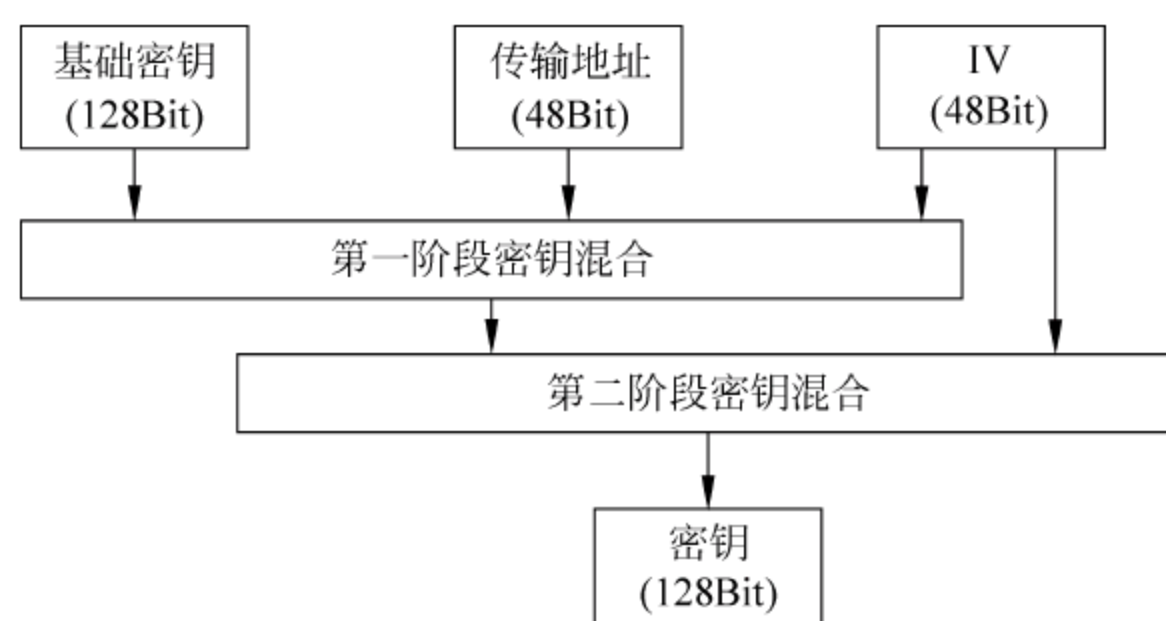 基础密钥
(128Bit)
传输地址
(48Bit)
IV
(48Bit)
第一阶段密钥混合
第二阶段密钥混合
密钥
(128Bit)